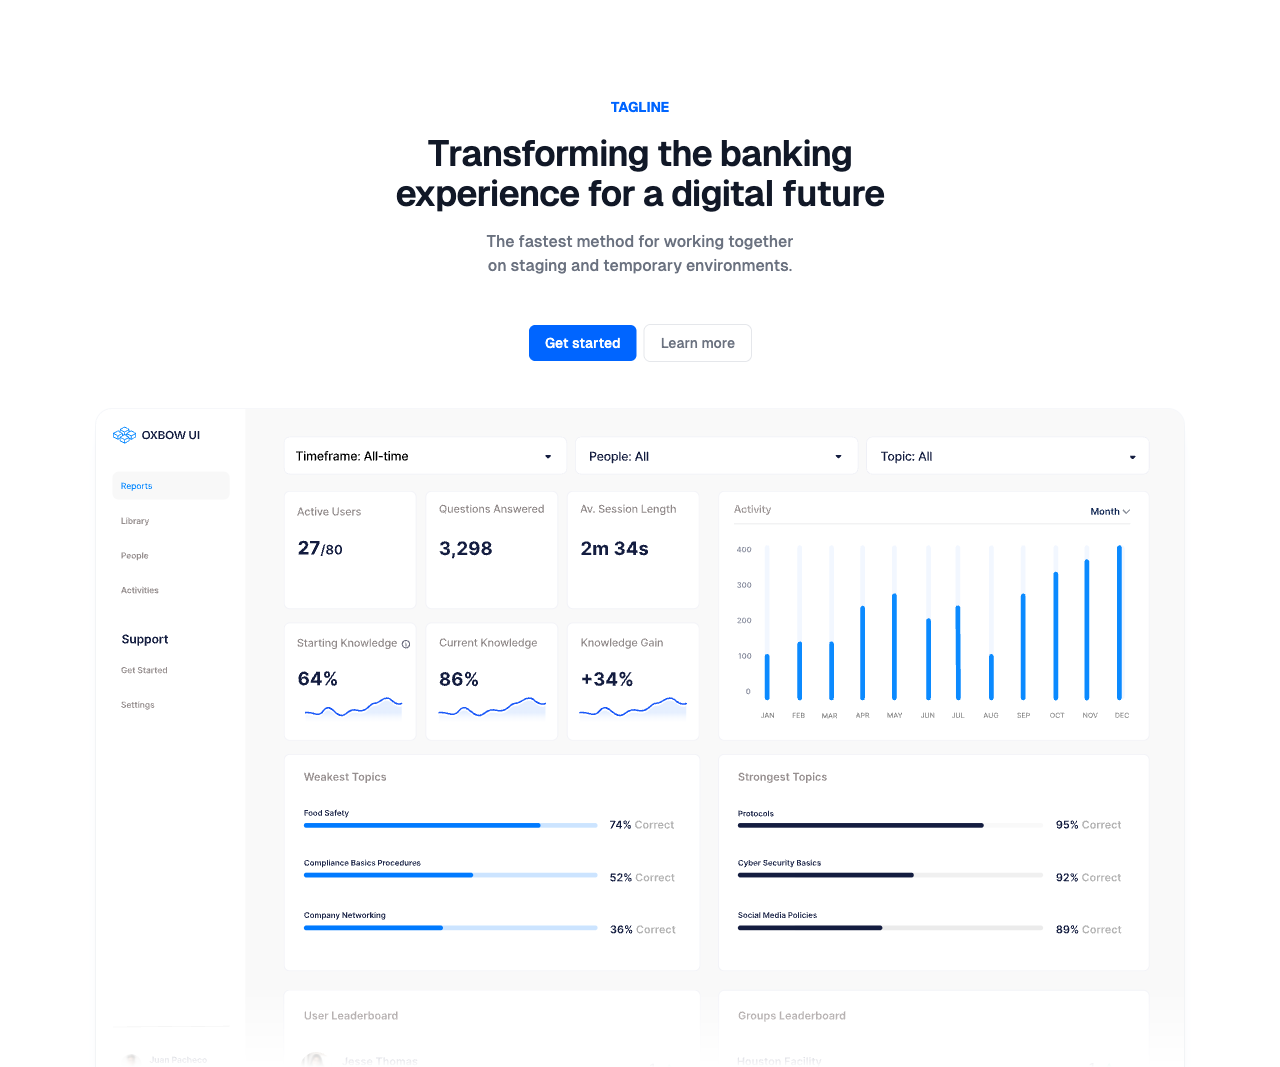 TAGLINE
Transforming the banking
experience for a digital future
The fastest method for working together
on staging and temporary environments.
Get started
Learn more
OXBOW UI
Reports
Library
People
Activities
Support
Get Started
Settings
Juan Pacheco
Timeframe: All-time
People: All
Topic: All
Active Users
27/80
Questions Answered
3,298
Av. Session Length
2m 34s
Starting Knowledge
64%
Current Knowledge
86%
Knowledge Gain
+34%
Activity
Month
400
300
200
100
0
JAN FEB MAR APR MAY JUN JUL AUG SEP OCT NOV DEC
Weakest Topics
Food Safety
74% Correct
Compliance Basics Procedures
52% Correct
Company Networking
36% Correct
Strongest Topics
Protocols
95% Correct
Cyber Security Basics
92% Correct
Social Media Policies
89% Correct
User Leaderboard
Jesse Thomas
Groups Leaderboard
Houston Facility